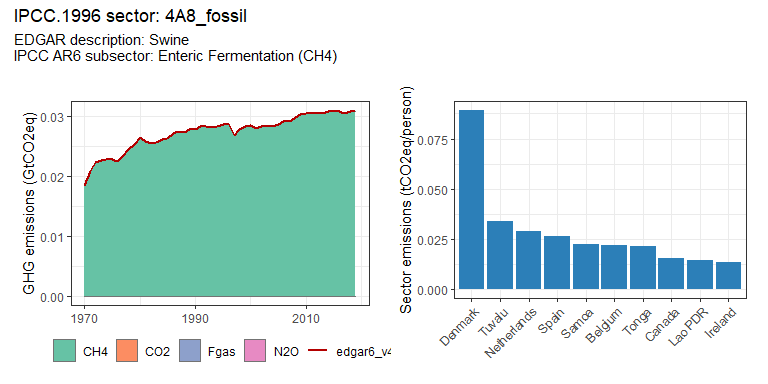 IPCC.1996 sector: 4A8_fossil
EDGAR description: Swine
IPCC AR6 subsector: Enteric Fermentation (CH4)
GHG emissions (GtCO2eq)
0.03
0.02
0.01
0.00
1970
1990
2010
CH4
CO2
Fgas
N2O
edgar6_v4
Sector emissions (tCO2eq/person)
0.075
0.050
0.025
0.000
Denmark
Tuvalu
Netherlands
Spain
Samoa
Belgium
Tonga
Canada
Lao PDR
Ireland